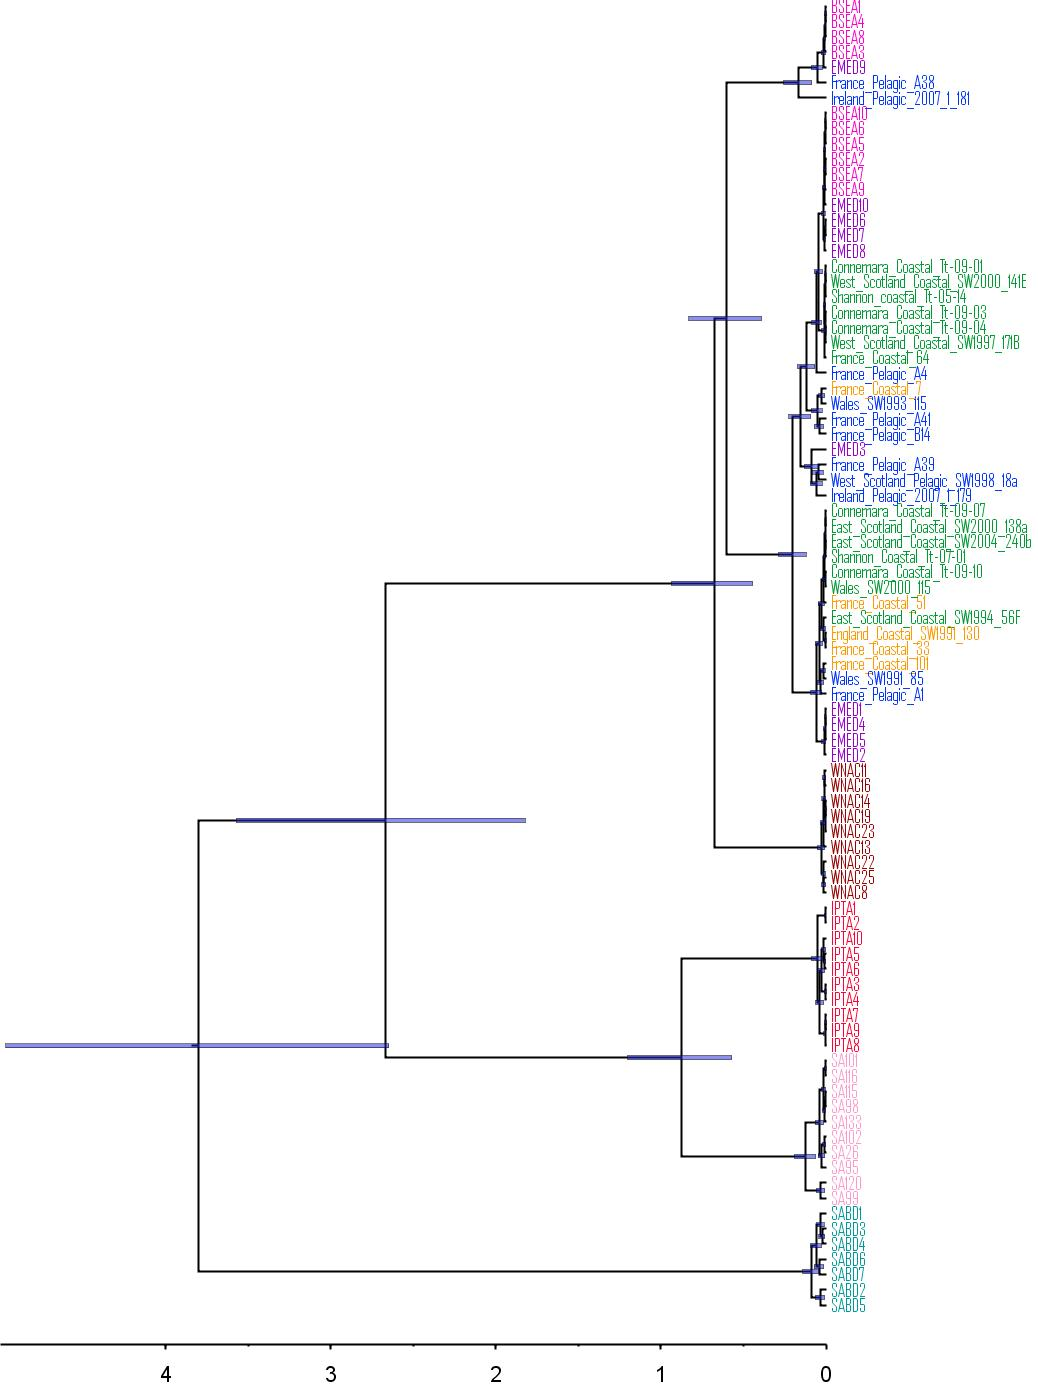 BSEA1
BSEA4
BSEA8
BSEA3
EMED9
France_Pelagic_A38
Ireland_Pelagic_2007_1_181
BSEA10
BSEA6
BSEA5
BSEA2
BSEA7
BSEA9
EMED10
EMED6
EMED7
EMED8
Connemara_Coastal_Tt-09-01
West_Scotland_Coastal_SW2000_141E
Shannon_coastal_Tt-05-14
Connemara_Coastal_Tt-09-03
Connemara_Coastal_Tt-09-04
West_Scotland_Coastal_SW1997_171B
France_Coastal_64
France_Pelagic_A4
France_Coastal_7
Wales_SW1993_115
France_Pelagic_A41
France_Pelagic_B14
EMED3
France_Pelagic_A39
West_Scotland_Pelagic_SW1998_18a
Ireland_Pelagic_2007_1_179
Connemara_Coastal_Tt-09-07
East_Scotland_Coastal_SW2000_138a
East_Scotland_Coastal_SW2004_240b
Shannon_Coastal_Tt-07-01
Connemara_Coastal_Tt-09-10
Wales_SW2000_115
France_Coastal_51
East_Scotland_Coastal_SW1994_56F
England_Coastal_SW1991_130
France_Coastal_33
France_Coastal_101
Wales_SW1991_85
France_Pelagic_A1
EMED1
EMED4
EMED5
EMED2
WNAC11
WNAC16
WNAC14
WNAC19
WNAC23
WNAC13
WNAC22
WNAC25
WNAC8
IPTA1
IPTA2
IPTA10
IPTA5
IPTA6
IPTA3
IPTA4
IPTA7
IPTA9
IPTA8
SA101
SA116
SA115
SA98
SA133
SA102
SA26
SA95
SA120
SA99
SABD1
SABD3
SABD4
SABD6
SABD7
SABD2
SABD5
4 3 2 1 0